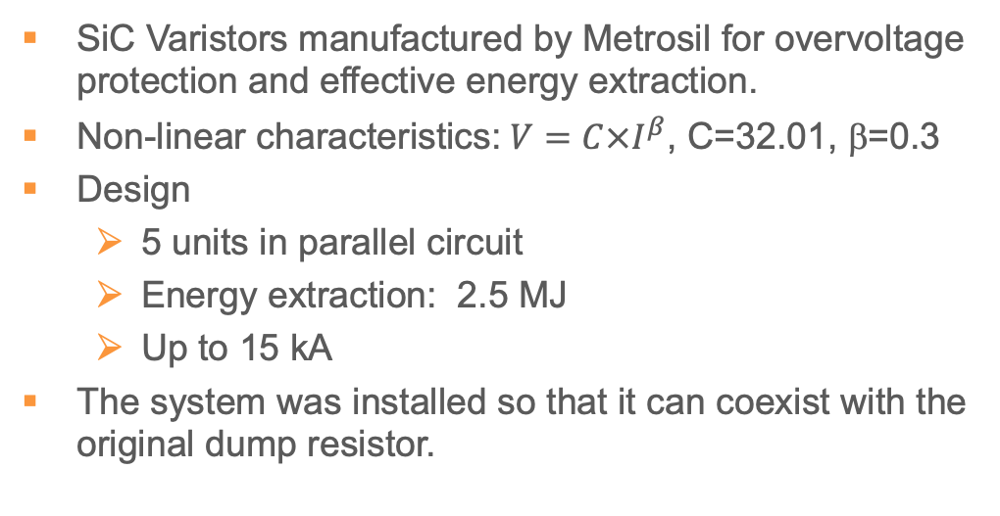 ▪ SiC Varistors manufactured by Metrosil for overvoltage
protection and effective energy extraction.
▪ Non-linear characteristics: V = C×I^β, C=32.01, β=0.3
▪ Design
➢ 5 units in parallel circuit
➢ Energy extraction:  2.5 MJ
➢ Up to 15 kA
▪ The system was installed so that it can coexist with the
original dump resistor.